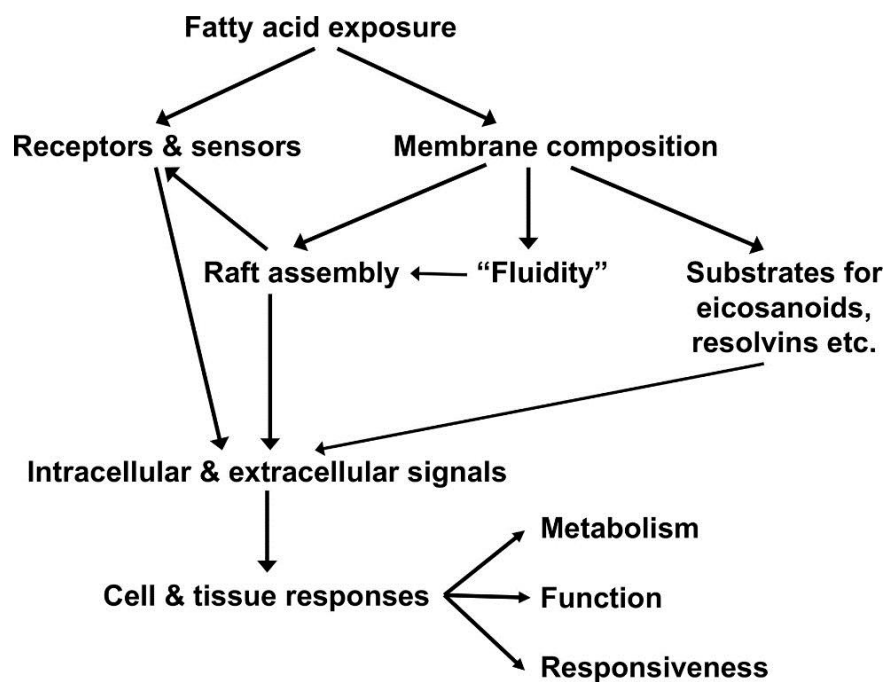 Fatty acid exposure
Receptors & sensors
Membrane composition
Raft assembly
“Fluidity”
Substrates for
eicosanoids,
resolvins etc.
Intracellular & extracellular signals
Metabolism
Cell & tissue responses
Function
Responsiveness